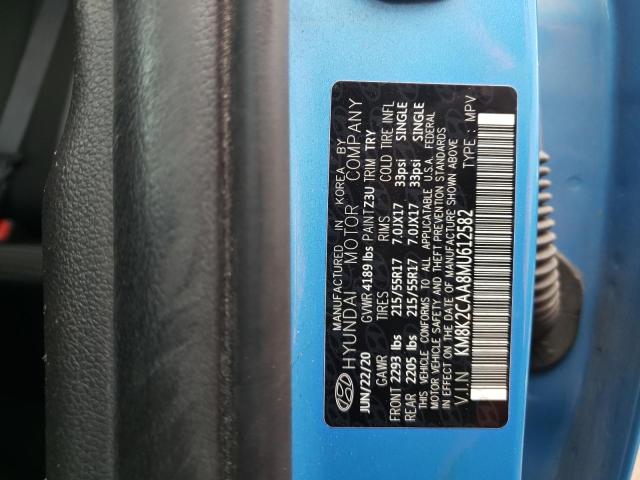 MANUFACTURED IN KOREA BY
HYUNDAI MOTOR COMPANY
JUN/22/20 GVWR 4189 lbs PAINT Z3U TRIM TRY
GAWR TIRES RIMS COLD TIRE INFL
FRONT 2293 lbs 215/55R17 7.0JX17 33psi SINGLE
REAR 2205 lbs 215/55R17 7.0JX17 33psi SINGLE
THIS VEHICLE CONFORMS TO ALL APPLICATABLE U.S.A. FEDERAL
MOTOR VEHICLE SAFETY AND THEFT PREVENTION STANDARDS
IN EFFECT ON THE DATE OF MANUFACTURE SHOWN ABOVE
V.I.N KM8K2CAA8MU612582 TYPE : MPV